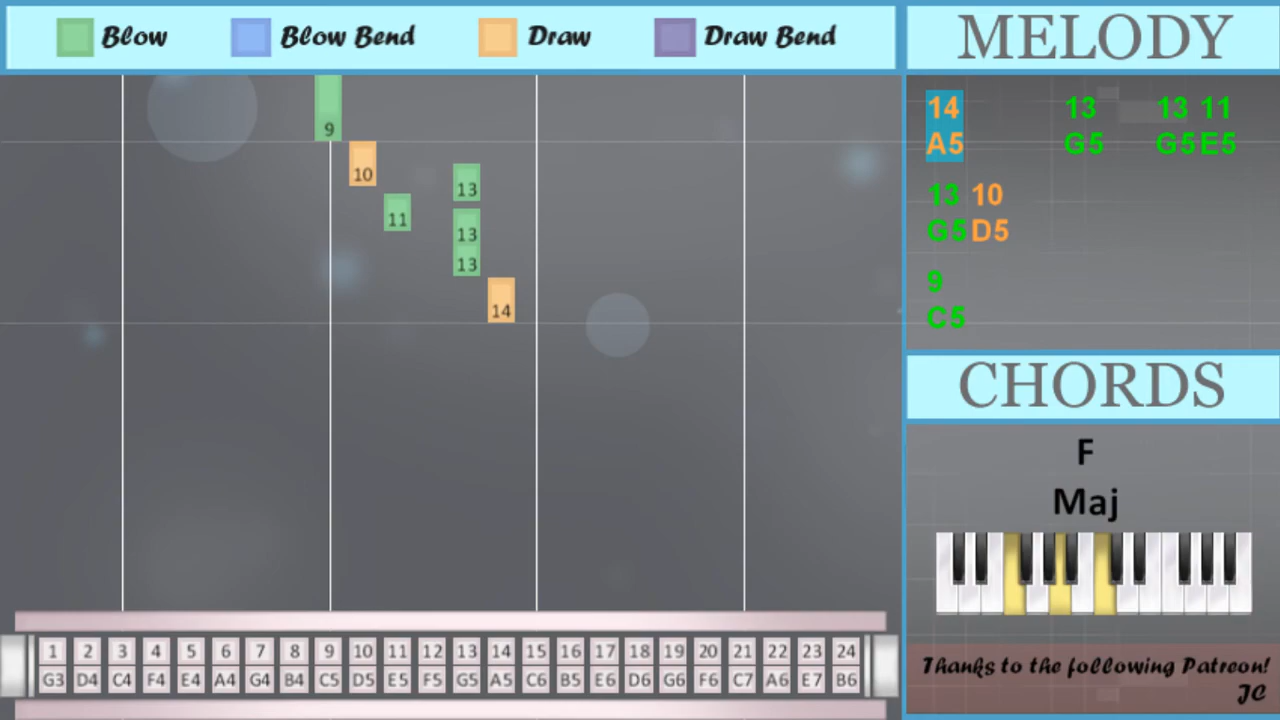 Blow Blow Bend Draw Draw Bend
9
10
13
11
13
13
14
1 2 3 4 5 6 7 8 9 10 11 12 13 14 15 16 17 18 19 20 21 22 23 24
G3 D4 C4 F4 E4 A4 G4 B4 C5 D5 E5 F5 G5 A5 C6 B5 E6 D6 G6 F6 C7 A6 E7 B6
MELODY
14 13 13 11
A5 G5 G5 E5
13 10
G5 D5
9
C5
CHORDS
F
Maj
Thanks to the following Patreon!
JC